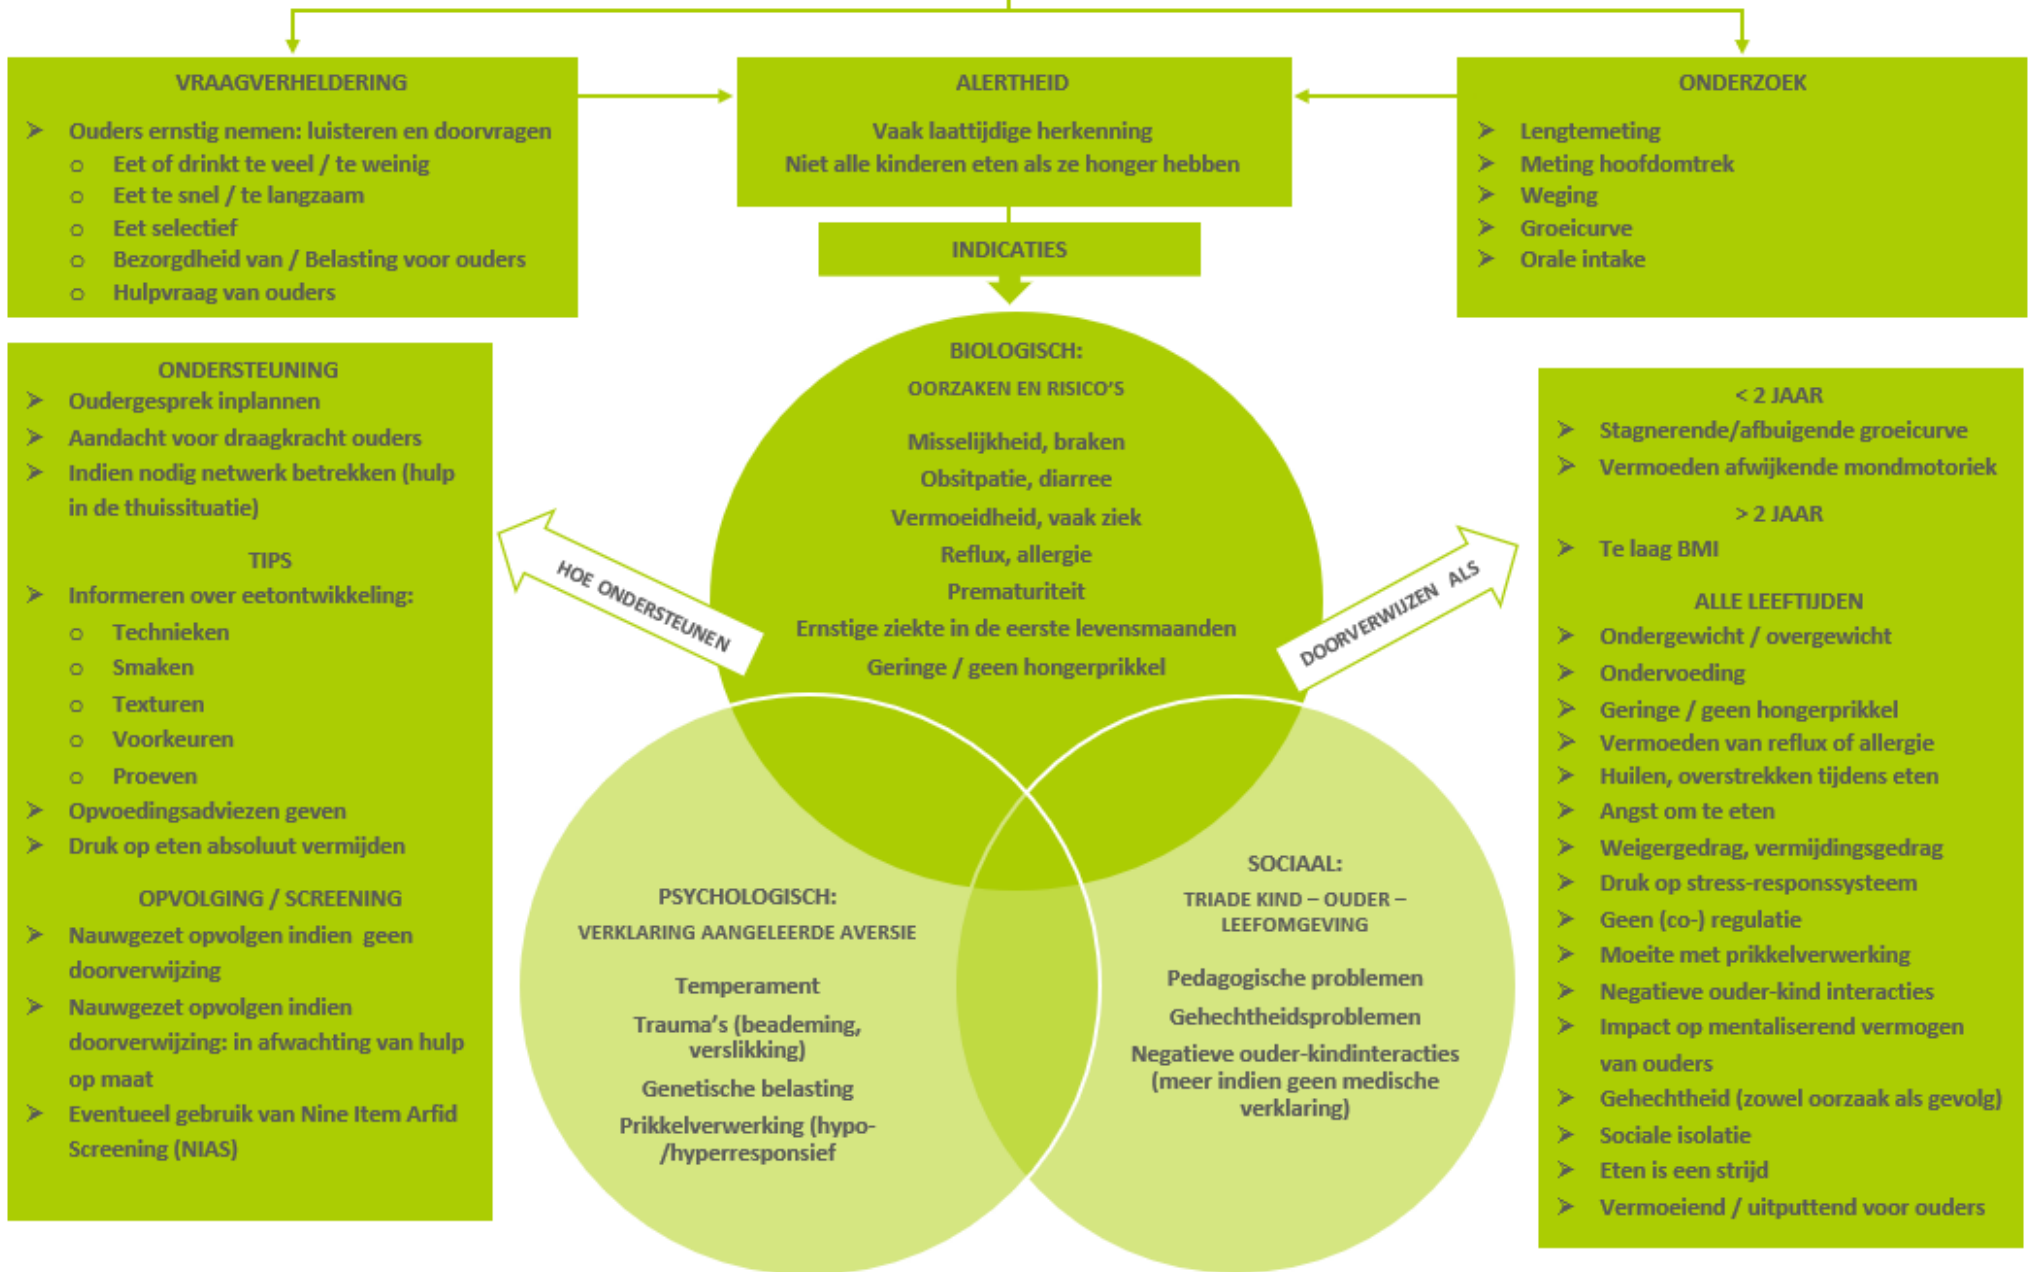 VRAAGVERHELDERING
➤ Ouders ernstig nemen: luisteren en doorvragen
o Eet of drinkt te veel / te weinig
o Eet te snel / te langzaam
o Eet selectief
o Bezorgdheid van / Belasting voor ouders
o Hulpvraag van ouders
ALERTHEID
Vaak laattijdige herkenning
Niet alle kinderen eten als ze honger hebben
ONDERZOEK
➤ Lengtemeting
➤ Meting hoofdomtrek
➤ Weging
➤ Groeicurve
➤ Orale intake
INDICATIES
ONDERSTEUNING
➤ Oudergesprek inplannen
➤ Aandacht voor draagkracht ouders
➤ Indien nodig netwerk betrekken (hulp
in de thuissituatie)
TIPS
➤ Informeren over eetontwikkeling:
o Technieken
o Smaken
o Texturen
o Voorkeuren
o Proeven
➤ Opvoedingsadviezen geven
➤ Druk op eten absoluut vermijden
OPVOLGING / SCREENING
➤ Nauwgezet opvolgen indien geen
doorverwijzing
➤ Nauwgezet opvolgen indien
doorverwijzing: in afwachting van hulp
op maat
➤ Eventueel gebruik van Nine Item Arfid
Screening (NIAS)
HOE ONDERSTEUNEN
BIOLOGISCH:
OORZAKEN EN RISICO'S
Misselijkheid, braken
Obsitpatie, diarree
Vermoeidheid, vaak ziek
Reflux, allergie
Prematuriteit
Ernstige ziekte in de eerste levensmaanden
Geringe / geen hongerprikkel
PSYCHOLOGISCH:
VERKLARING AANGELEERDE AVERSIE
Temperament
Trauma's (beademing,
verslikking)
Genetische belasting
Prikkelverwerking (hypo-
/hyperresponsief
SOCIAAL:
TRIADE KIND – OUDER –
LEEFOMGEVING
Pedagogische problemen
Gehechtheidsproblemen
Negatieve ouder-kindinteracties
(meer indien geen medische
verklaring)
DOORVERWIJZEN ALS
< 2 JAAR
➤ Stagnerende/afbuigende groeicurve
➤ Vermoeden afwijkende mondmotoriek
> 2 JAAR
➤ Te laag BMI
ALLE LEEFTIJDEN
➤ Ondergewicht / overgewicht
➤ Ondervoeding
➤ Geringe / geen hongerprikkel
➤ Vermoeden van reflux of allergie
➤ Huilen, overstrekken tijdens eten
➤ Angst om te eten
➤ Weigergedrag, vermijdingsgedrag
➤ Druk op stress-responssysteem
➤ Geen (co-) regulatie
➤ Moeite met prikkelverwerking
➤ Negatieve ouder-kind interacties
➤ Impact op mentaliserend vermogen
van ouders
➤ Gehechtheid (zowel oorzaak als gevolg)
➤ Sociale isolatie
➤ Eten is een strijd
➤ Vermoeiend / uitputtend voor ouders